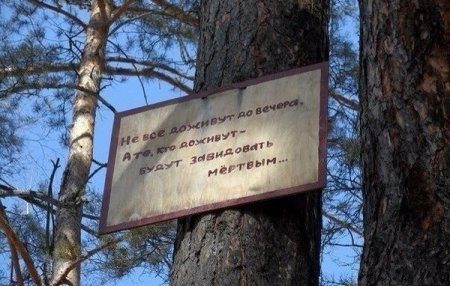 Не все доживут до вечера,
А те, кто доживут–
будут завидовать
мёртвым...